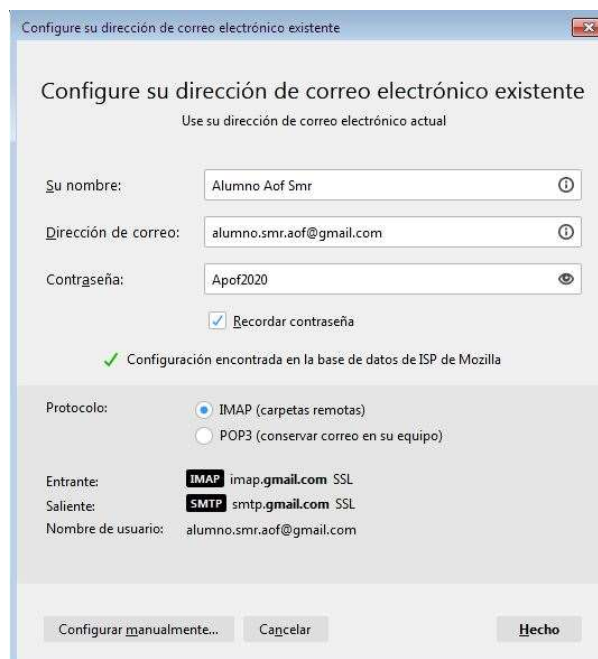 Configure su dirección de correo electrónico existente
Configure su dirección de correo electrónico existente
Use su dirección de correo electrónico actual
Su nombre: Alumno Aof Smr
Dirección de correo: alumno.smr.aof@gmail.com
Contraseña: Apof2020
Recordar contraseña
Configuración encontrada en la base de datos de ISP de Mozilla
Protocolo: IMAP (carpetas remotas)
POP3 (conservar correo en su equipo)
Entrante: IMAP imap.gmail.com SSL
Saliente: SMTP smtp.gmail.com SSL
Nombre de usuario: alumno.smr.aof@gmail.com
Configurar manualmente... Cancelar Hecho